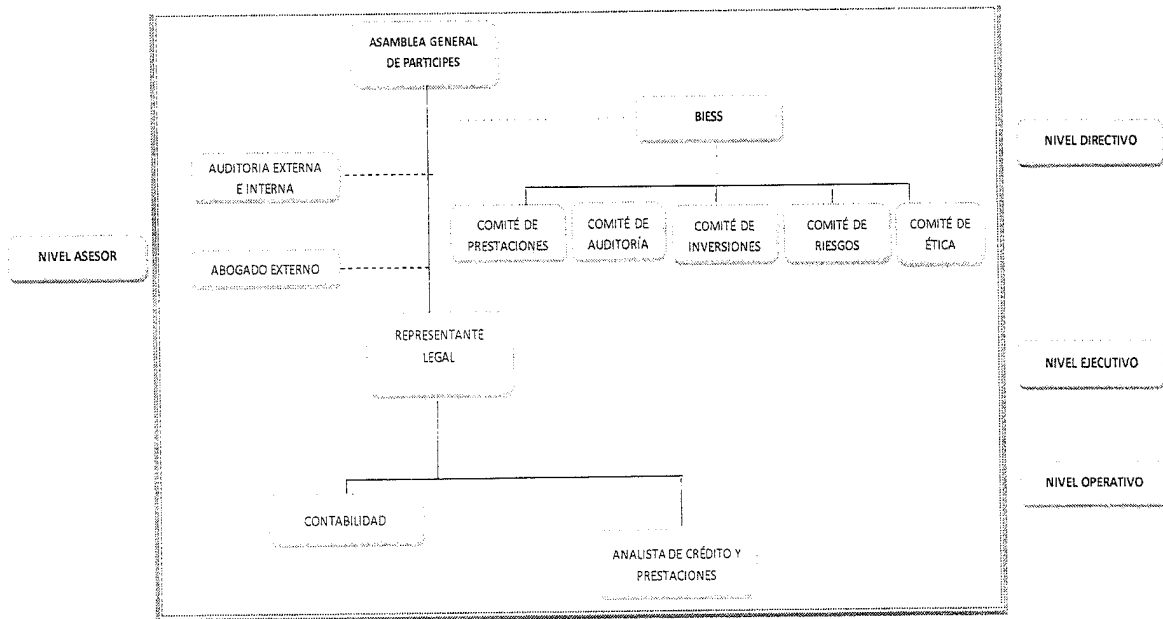 ASAMBLEA GENERAL
DE PARTICIPES
BIESS
NIVEL DIRECTIVO
AUDITORIA EXTERNA
E INTERNA
COMITÉ DE
PRESTACIONES
COMITÉ DE
AUDITORÍA
COMITÉ DE
INVERSIONES
COMITÉ DE
RIESGOS
COMITÉ DE
ÉTICA
NIVEL ASESOR
ABOGADO EXTERNO
REPRESENTANTE
LEGAL
NIVEL EJECUTIVO
NIVEL OPERATIVO
CONTABILIDAD
ANALISTA DE CRÉDITO Y
PRESTACIONES